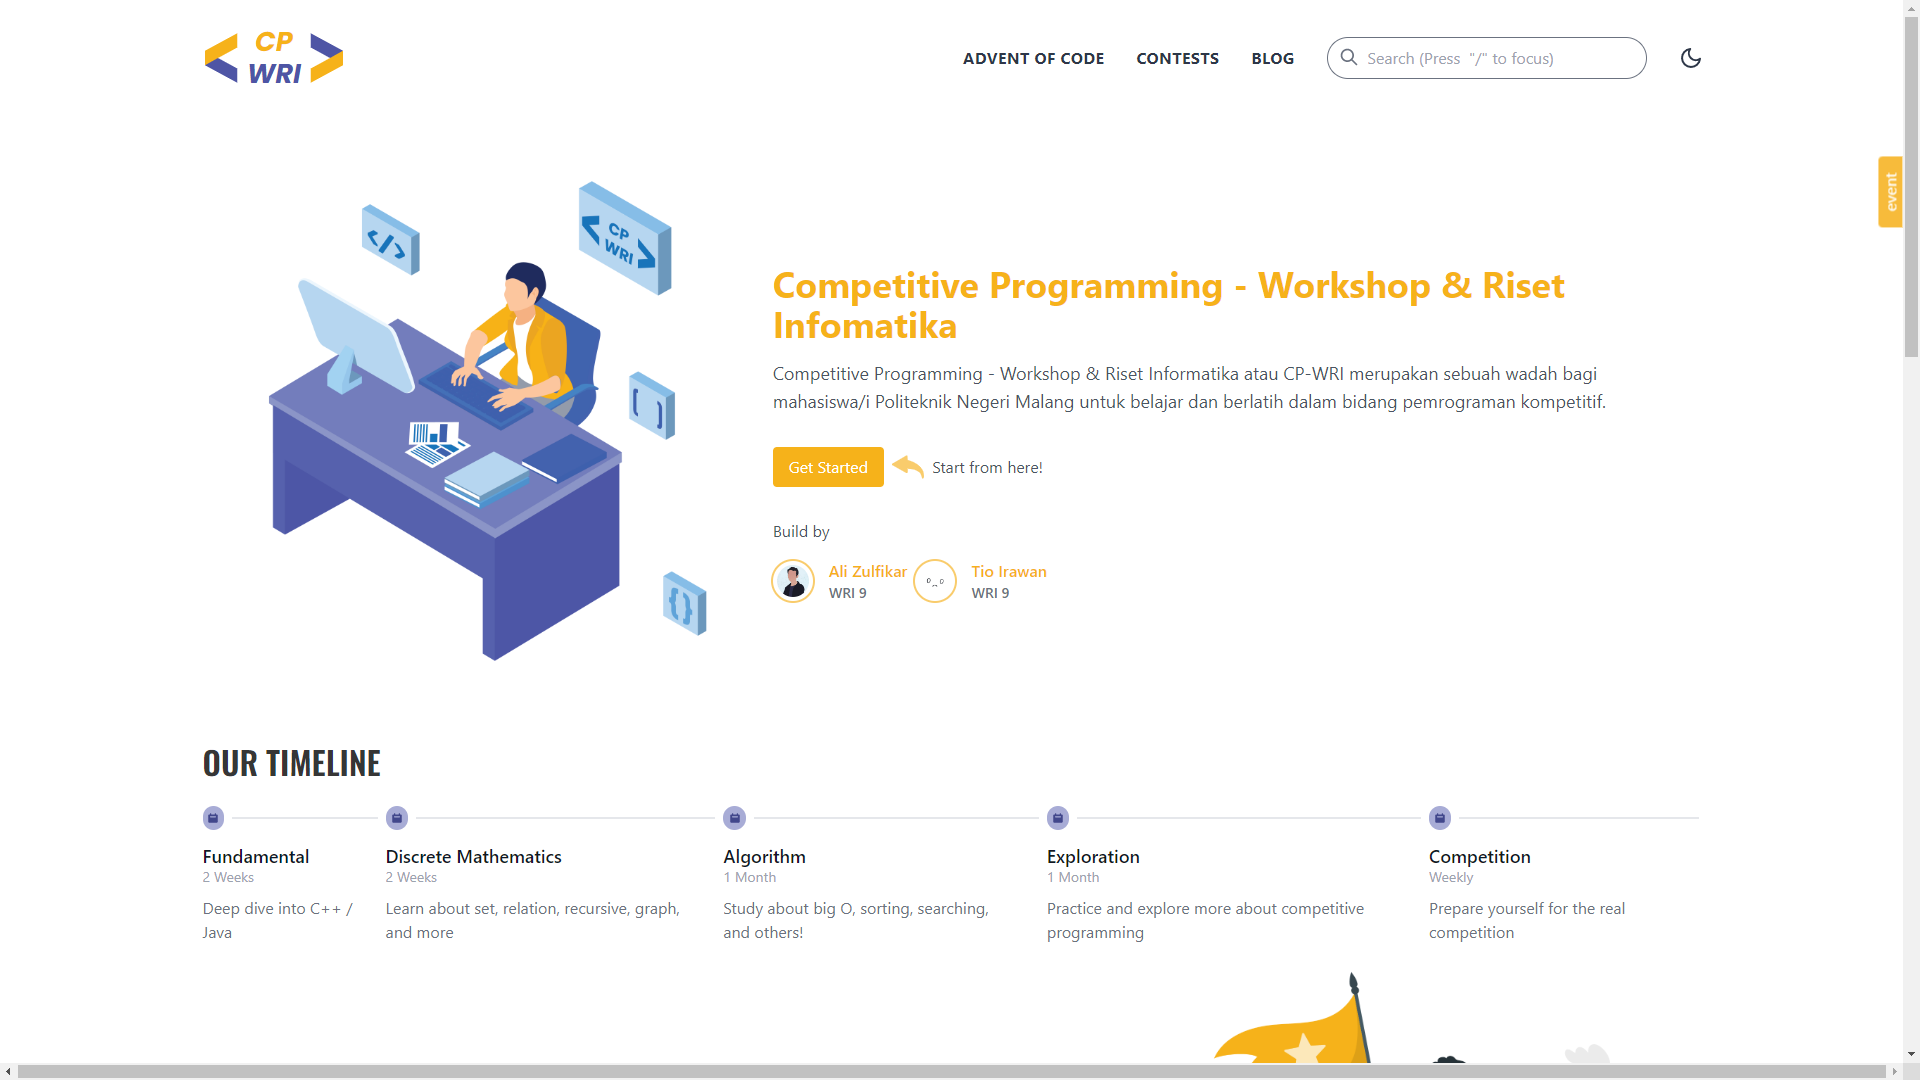 CP
WRI
ADVENT OF CODE
CONTESTS
BLOG
Search (Press "/" to focus)
event
</>
CP
WRI
[ ]
{ }
Competitive Programming - Workshop & Riset
Infomatika
Competitive Programming - Workshop & Riset Informatika atau CP-WRI merupakan sebuah wadah bagi
mahasiswa/i Politeknik Negeri Malang untuk belajar dan berlatih dalam bidang pemrograman kompetitif.
Get Started
Start from here!
Build by
Ali Zulfikar
WRI 9
Tio Irawan
WRI 9
OUR TIMELINE
Fundamental
2 Weeks
Deep dive into C++ /
Java
Discrete Mathematics
2 Weeks
Learn about set, relation, recursive, graph,
and more
Algorithm
1 Month
Study about big O, sorting, searching,
and others!
Exploration
1 Month
Practice and explore more about competitive
programming
Competition
Weekly
Prepare yourself for the real
competition